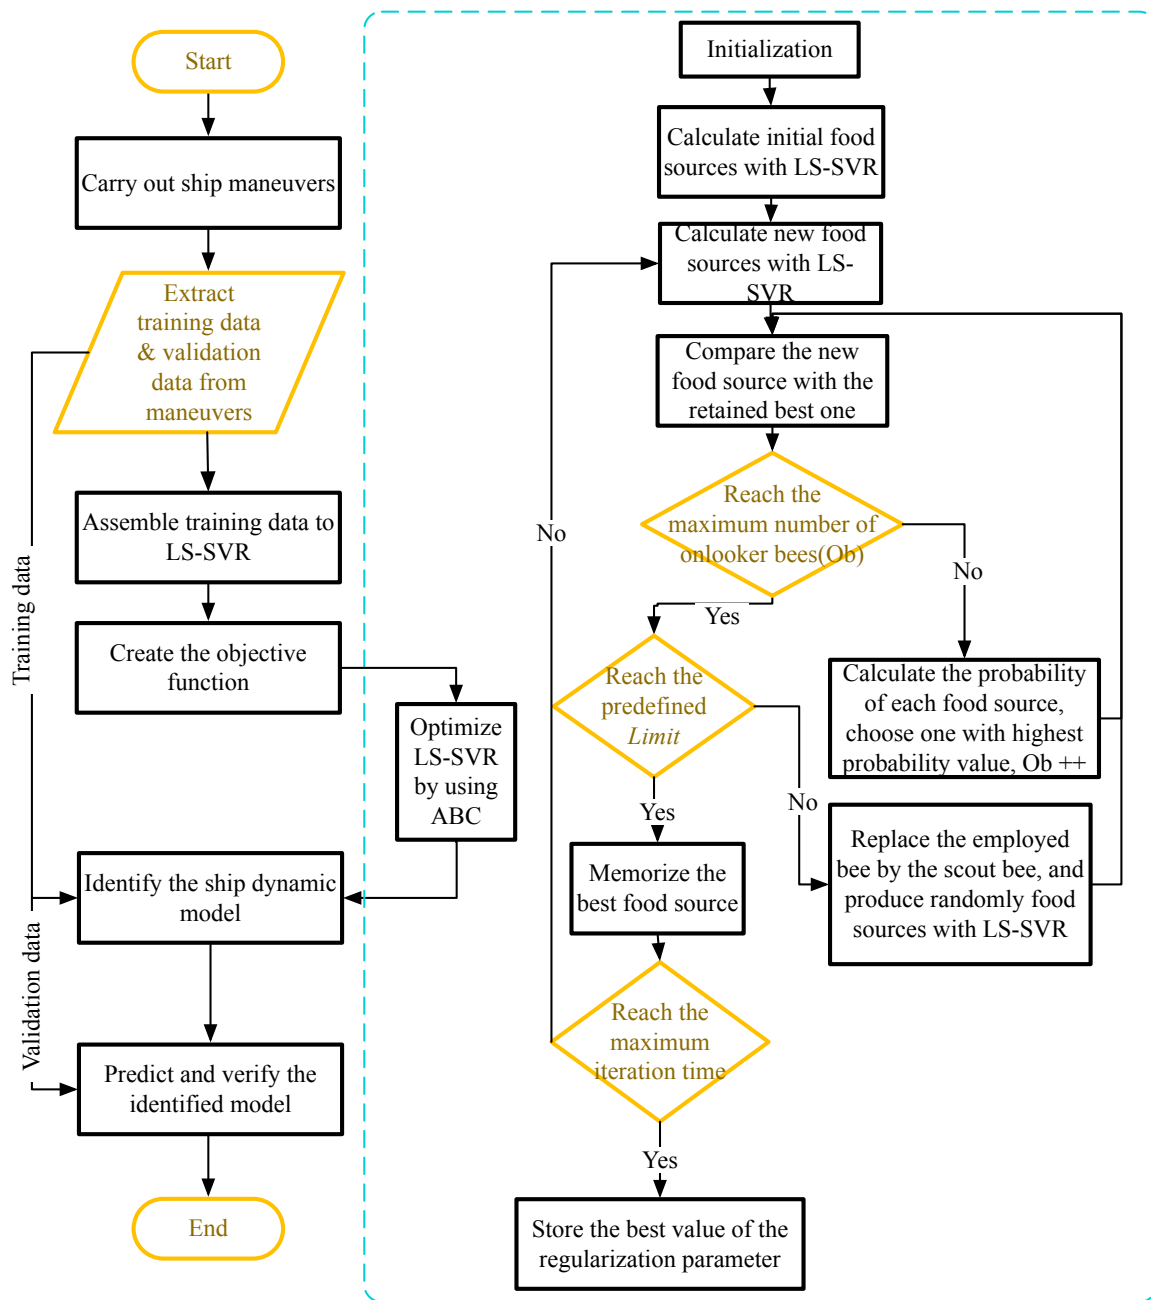 Start
Carry out ship maneuvers
Extract
training data
& validation
data from
maneuvers
Assemble training data to
LS-SVR
Create the objective
function
Optimize
LS-SVR
by using
ABC
Training data
Identify the ship dynamic
model
Validation data
Predict and verify the
identified model
End
Initialization
Calculate initial food
sources with LS-SVR
Calculate new food
sources with LS-
SVR
Compare the new
food source with the
retained best one
Reach the
maximum number of
onlooker bees(Ob)
No
No
Yes
Calculate the probability
of each food source,
choose one with highest
probability value, Ob ++
Reach the
predefined
Limit
No
Yes
Replace the employed
bee by the scout bee, and
produce randomly food
sources with LS-SVR
Memorize the
best food source
Reach the
maximum
iteration time
Yes
Store the best value of the
regularization parameter